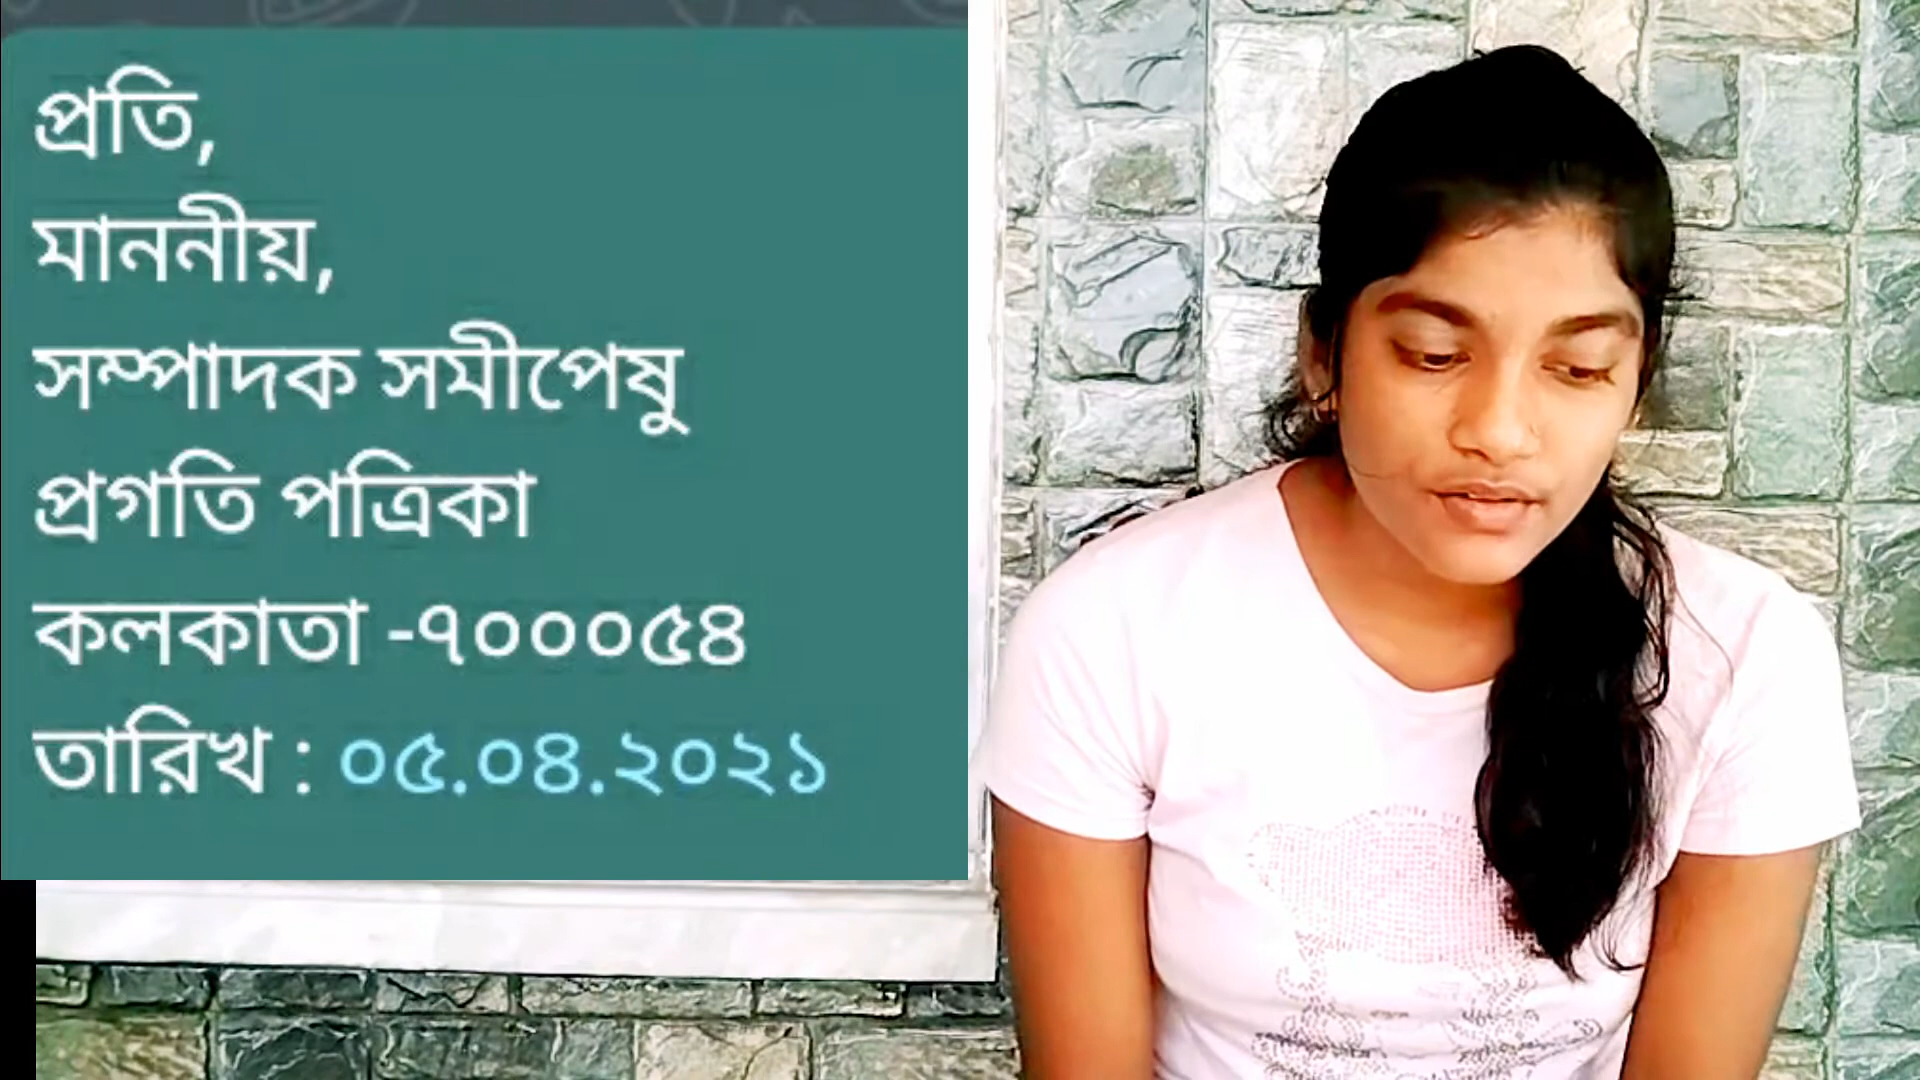 প্রতি,
মাননীয়,
সম্পাদক সমীপেষু
প্রগতি পত্রিকা
কলকাতা -৭০০০৫৪
তারিখ : ০৫.০৪.২০২১